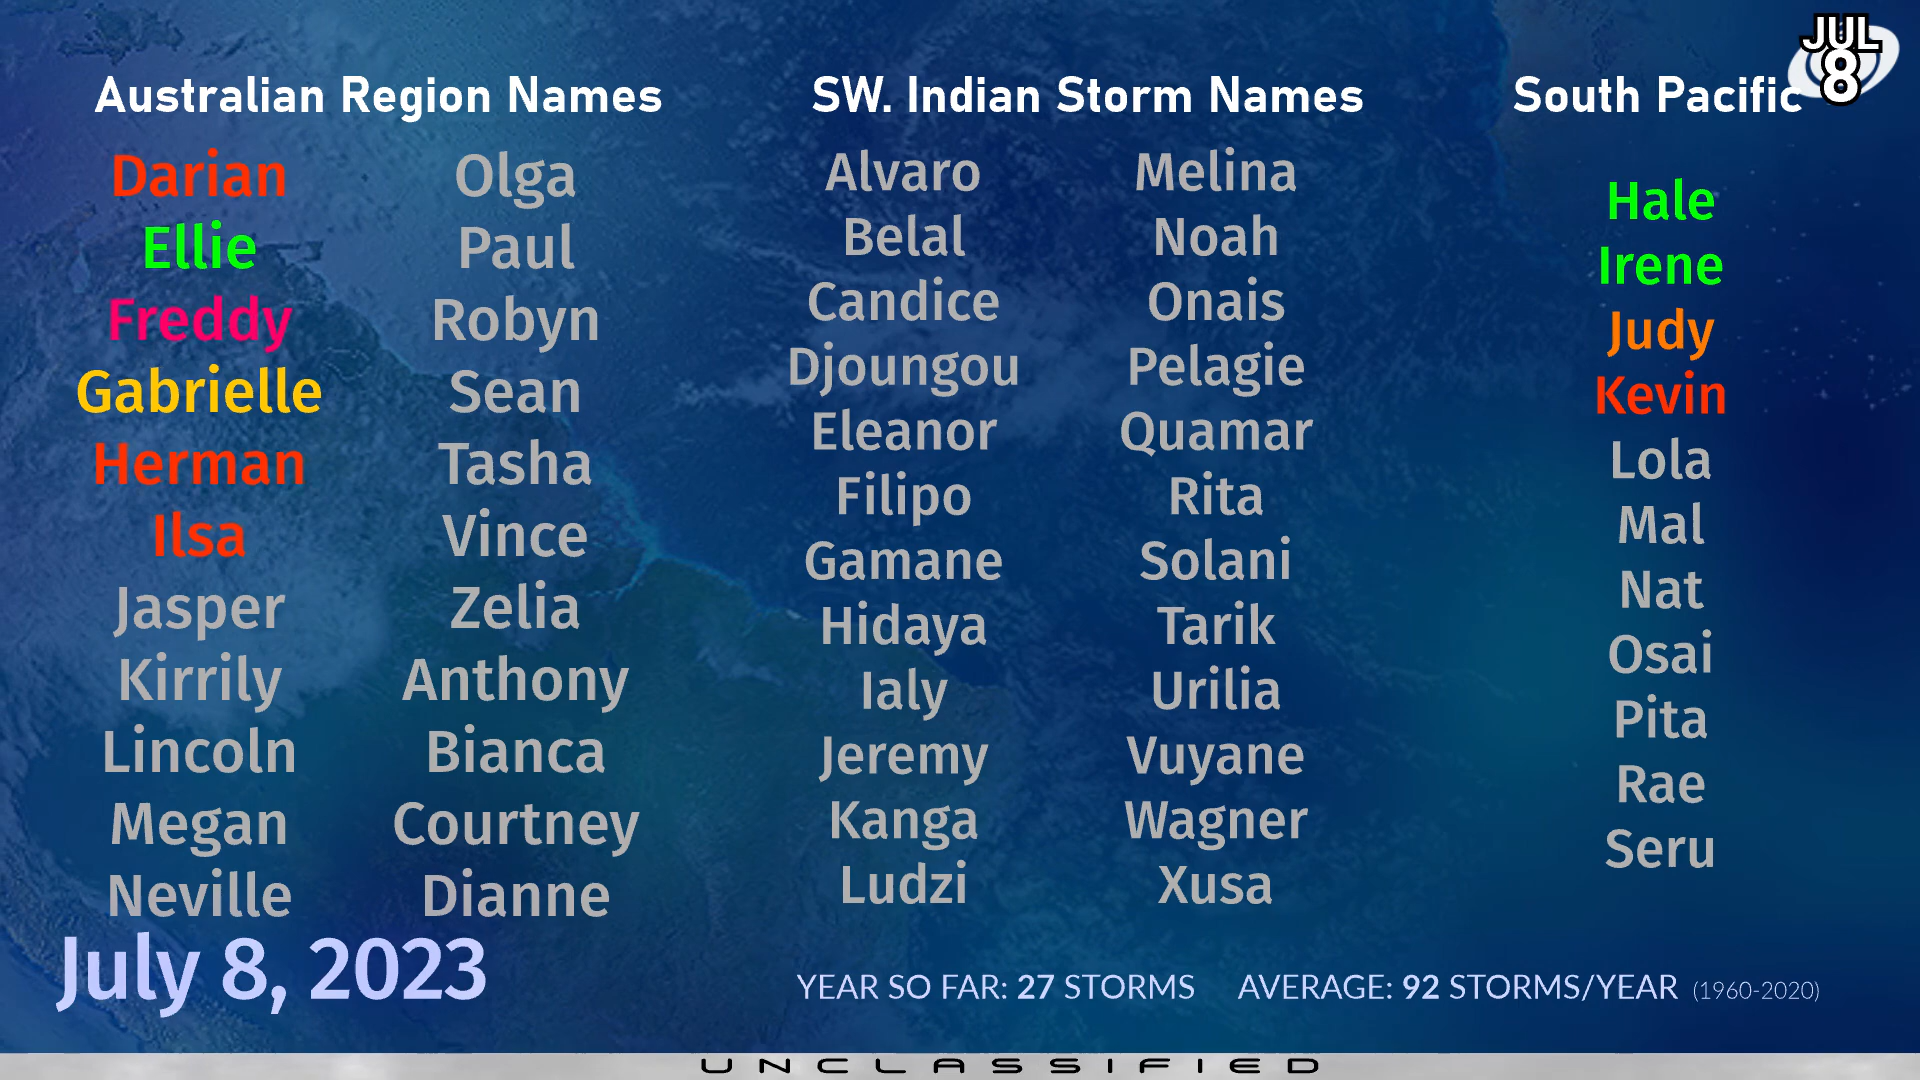 JUL
8
Australian Region Names
Darian
Ellie
Freddy
Gabrielle
Herman
Ilsa
Jasper
Kirrily
Lincoln
Megan
Neville
Olga
Paul
Robyn
Sean
Tasha
Vince
Zelia
Anthony
Bianca
Courtney
Dianne
SW. Indian Storm Names
Alvaro
Belal
Candice
Djoungou
Eleanor
Filipo
Gamane
Hidaya
Ialy
Jeremy
Kanga
Ludzi
Melina
Noah
Onais
Pelagie
Quamar
Rita
Solani
Tarik
Urilia
Vuyane
Wagner
Xusa
South Pacific
Hale
Irene
Judy
Kevin
Lola
Mal
Nat
Osai
Pita
Rae
Seru
July 8, 2023
YEAR SO FAR: 27 STORMS AVERAGE: 92 STORMS/YEAR (1960-2020)
UNCLASSIFIED